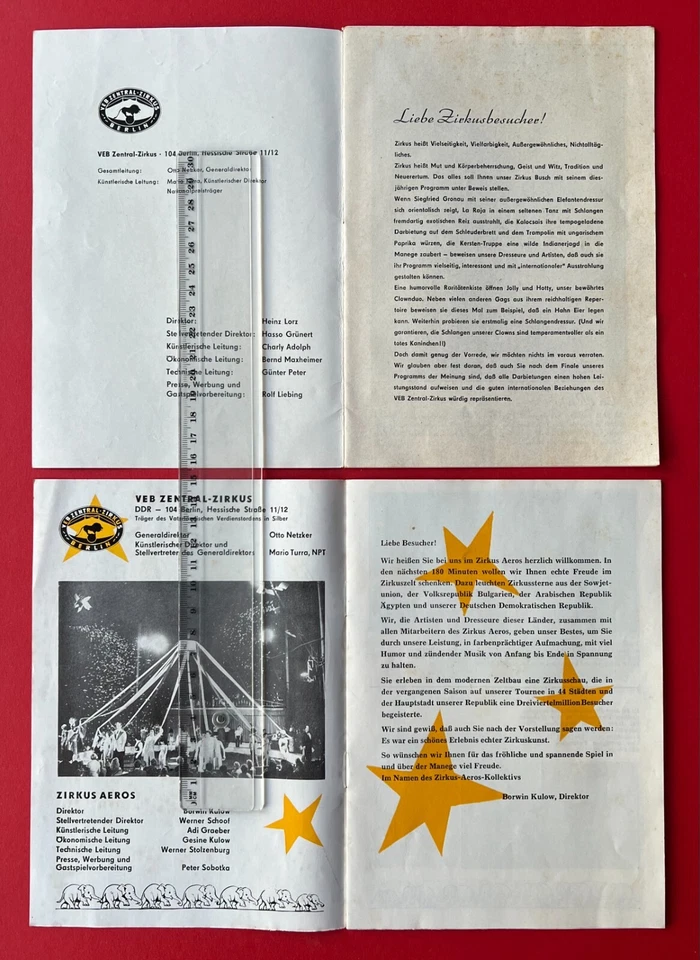 VEB ZENTRAL-ZIRKUS
BERLIN
VEB Zentral-Zirkus · 104 Berlin, Hessische Straße 11/12
Gesamtleitung: Otto Netzker, Generaldirektor
Künstlerische Leitung: Mario Turra, Künstlerischer Direktor
Nationalpreisträger
Direktor: Heinz Lorz
Stellvertretender Direktor: Hasso Grünert
Künstlerische Leitung: Charly Adolph
Ökonomische Leitung: Bernd Maxheimer
Technische Leitung: Günter Peter
Presse, Werbung und
Gastspielvorbereitung: Rolf Liebing
Liebe Zirkusbesucher!
Zirkus heißt Vielseitigkeit, Vielfarbigkeit, Außergewöhnliches, Nichtalltäg-
liches.
Zirkus heißt Mut und Körperbeherrschung, Geist und Witz, Tradition und
Neuerertum. Das alles soll Ihnen unser Zirkus Busch mit seinem dies-
jährigen Programm unter Beweis stellen.
Wenn Siegfried Gronau mit seiner außergewöhnlichen Elefantendressur
sich orientalisch zeigt, La Raja in einem seltenen Tanz mit Schlangen
fremdartig exotischen Reiz ausstrahlt, die Kolocsais ihre tempogeladene
Darbietung auf dem Schleuderbrett und dem Trampolin mit ungarischem
Paprika würzen, die Kersten-Truppe eine wilde Indianerjagd in die
Manege zaubert — beweisen unsere Dresseure und Artisten, daß auch sie
ihr Programm vielseitig, interessant und mit „internationaler" Ausstrahlung
gestalten können.
Eine humorvolle Raritätenkiste öffnen Jolly und Hotty, unser bewährtes
Clownduo. Neben vielen anderen Gags aus ihrem reichhaltigen Reper-
toire beweisen sie dieses Mal zum Beispiel, daß ein Hahn Eier legen
kann. Weiterhin probieren sie erstmalig eine Schlangendressur. (Und wir
garantieren, die Schlangen unserer Clowns sind temperamentvoller als ein
totes Kaninchen!!)
Doch damit genug der Vorrede, wir möchten nichts im voraus verraten.
Wir glauben aber fest daran, daß auch Sie nach dem Finale unseres
Programms der Meinung sind, daß alle Darbietungen einen hohen Lei-
stungsstand aufweisen und die guten internationalen Beziehungen des
VEB Zentral-Zirkus würdig repräsentieren.
VEB ZENTRAL-ZIRKUS
BERLIN
VEB ZENTRAL-ZIRKUS
DDR — 104 Berlin, Hessische Straße 11/12
Träger des Vaterländischen Verdienstordens in Silber
Generaldirektor Otto Netzker
Künstlerischer Direktor und
Stellvertreter des Generaldirektors Mario Turra, NPT
ZIRKUS AEROS
Direktor Borwin Kulow
Stellvertretender Direktor Werner Schoof
Künstlerische Leitung Adi Graeber
Ökonomische Leitung Gesine Kulow
Technische Leitung Werner Stolzenburg
Presse, Werbung und
Gastspielvorbereitung Peter Sobotka
Liebe Besucher!
Wir heißen Sie bei uns im Zirkus Aeros herzlich willkommen. In
den nächsten 180 Minuten wollen wir Ihnen echte Freude im
Zirkuszelt schenken. Dazu leuchten Zirkussterne aus der Sowjet-
union, der Volksrepublik Bulgarien, der Arabischen Republik
Ägypten und unserer Deutschen Demokratischen Republik.
Wir, die Artisten und Dresseure dieser Länder, zusammen mit
allen Mitarbeitern des Zirkus Aeros, geben unser Bestes, um Sie
durch unsere Leistung, in farbenprächtiger Aufmachung, mit viel
Humor und zündender Musik von Anfang bis Ende in Spannung
zu halten.
Sie erleben in dem modernen Zeltbau eine Zirkusschau, die in
der vergangenen Saison auf unserer Tournee in 44 Städten und
der Hauptstadt unserer Republik eine Dreiviertelmillion Besucher
begeisterte.
Wir sind gewiß, daß auch Sie nach der Vorstellung sagen werden:
Es war ein schönes Erlebnis echter Zirkuskunst.
So wünschen wir Ihnen für das fröhliche und spannende Spiel in
und über der Manege viel Freude.
Im Namen des Zirkus-Aeros-Kollektivs
Borwin Kulow, Direktor